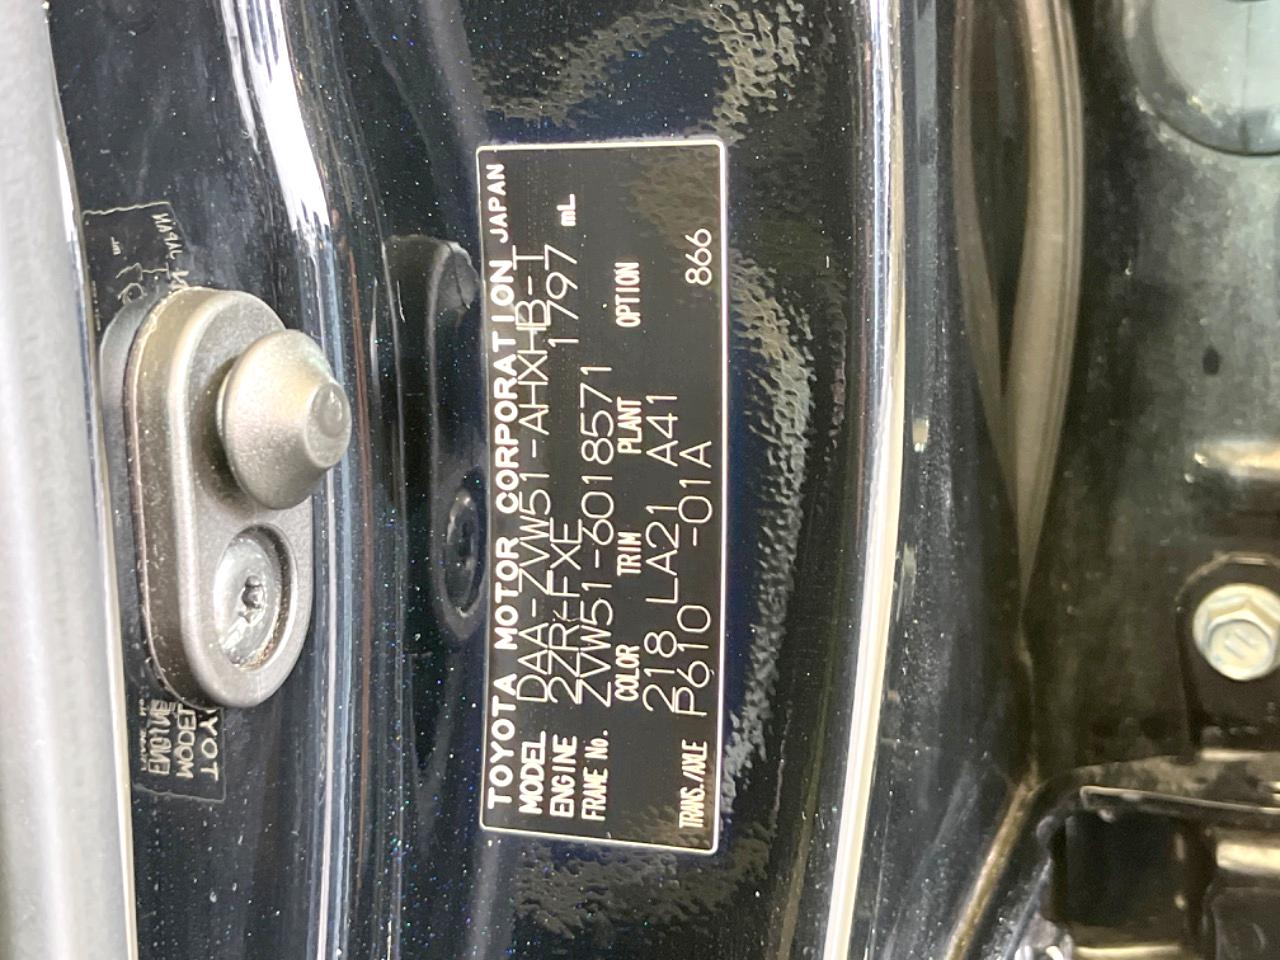 TOYOTA MOTOR CORPORATION JAPAN
MODEL DAA-ZVW51-AHXHB-T
ENGINE 2ZR-FXE 1797 mL
FRAME No. ZVW51-6018571
COLOR TRIM PLANT OPTION
218 LA21 A41
TRANS./AXLE P610 -01A 866